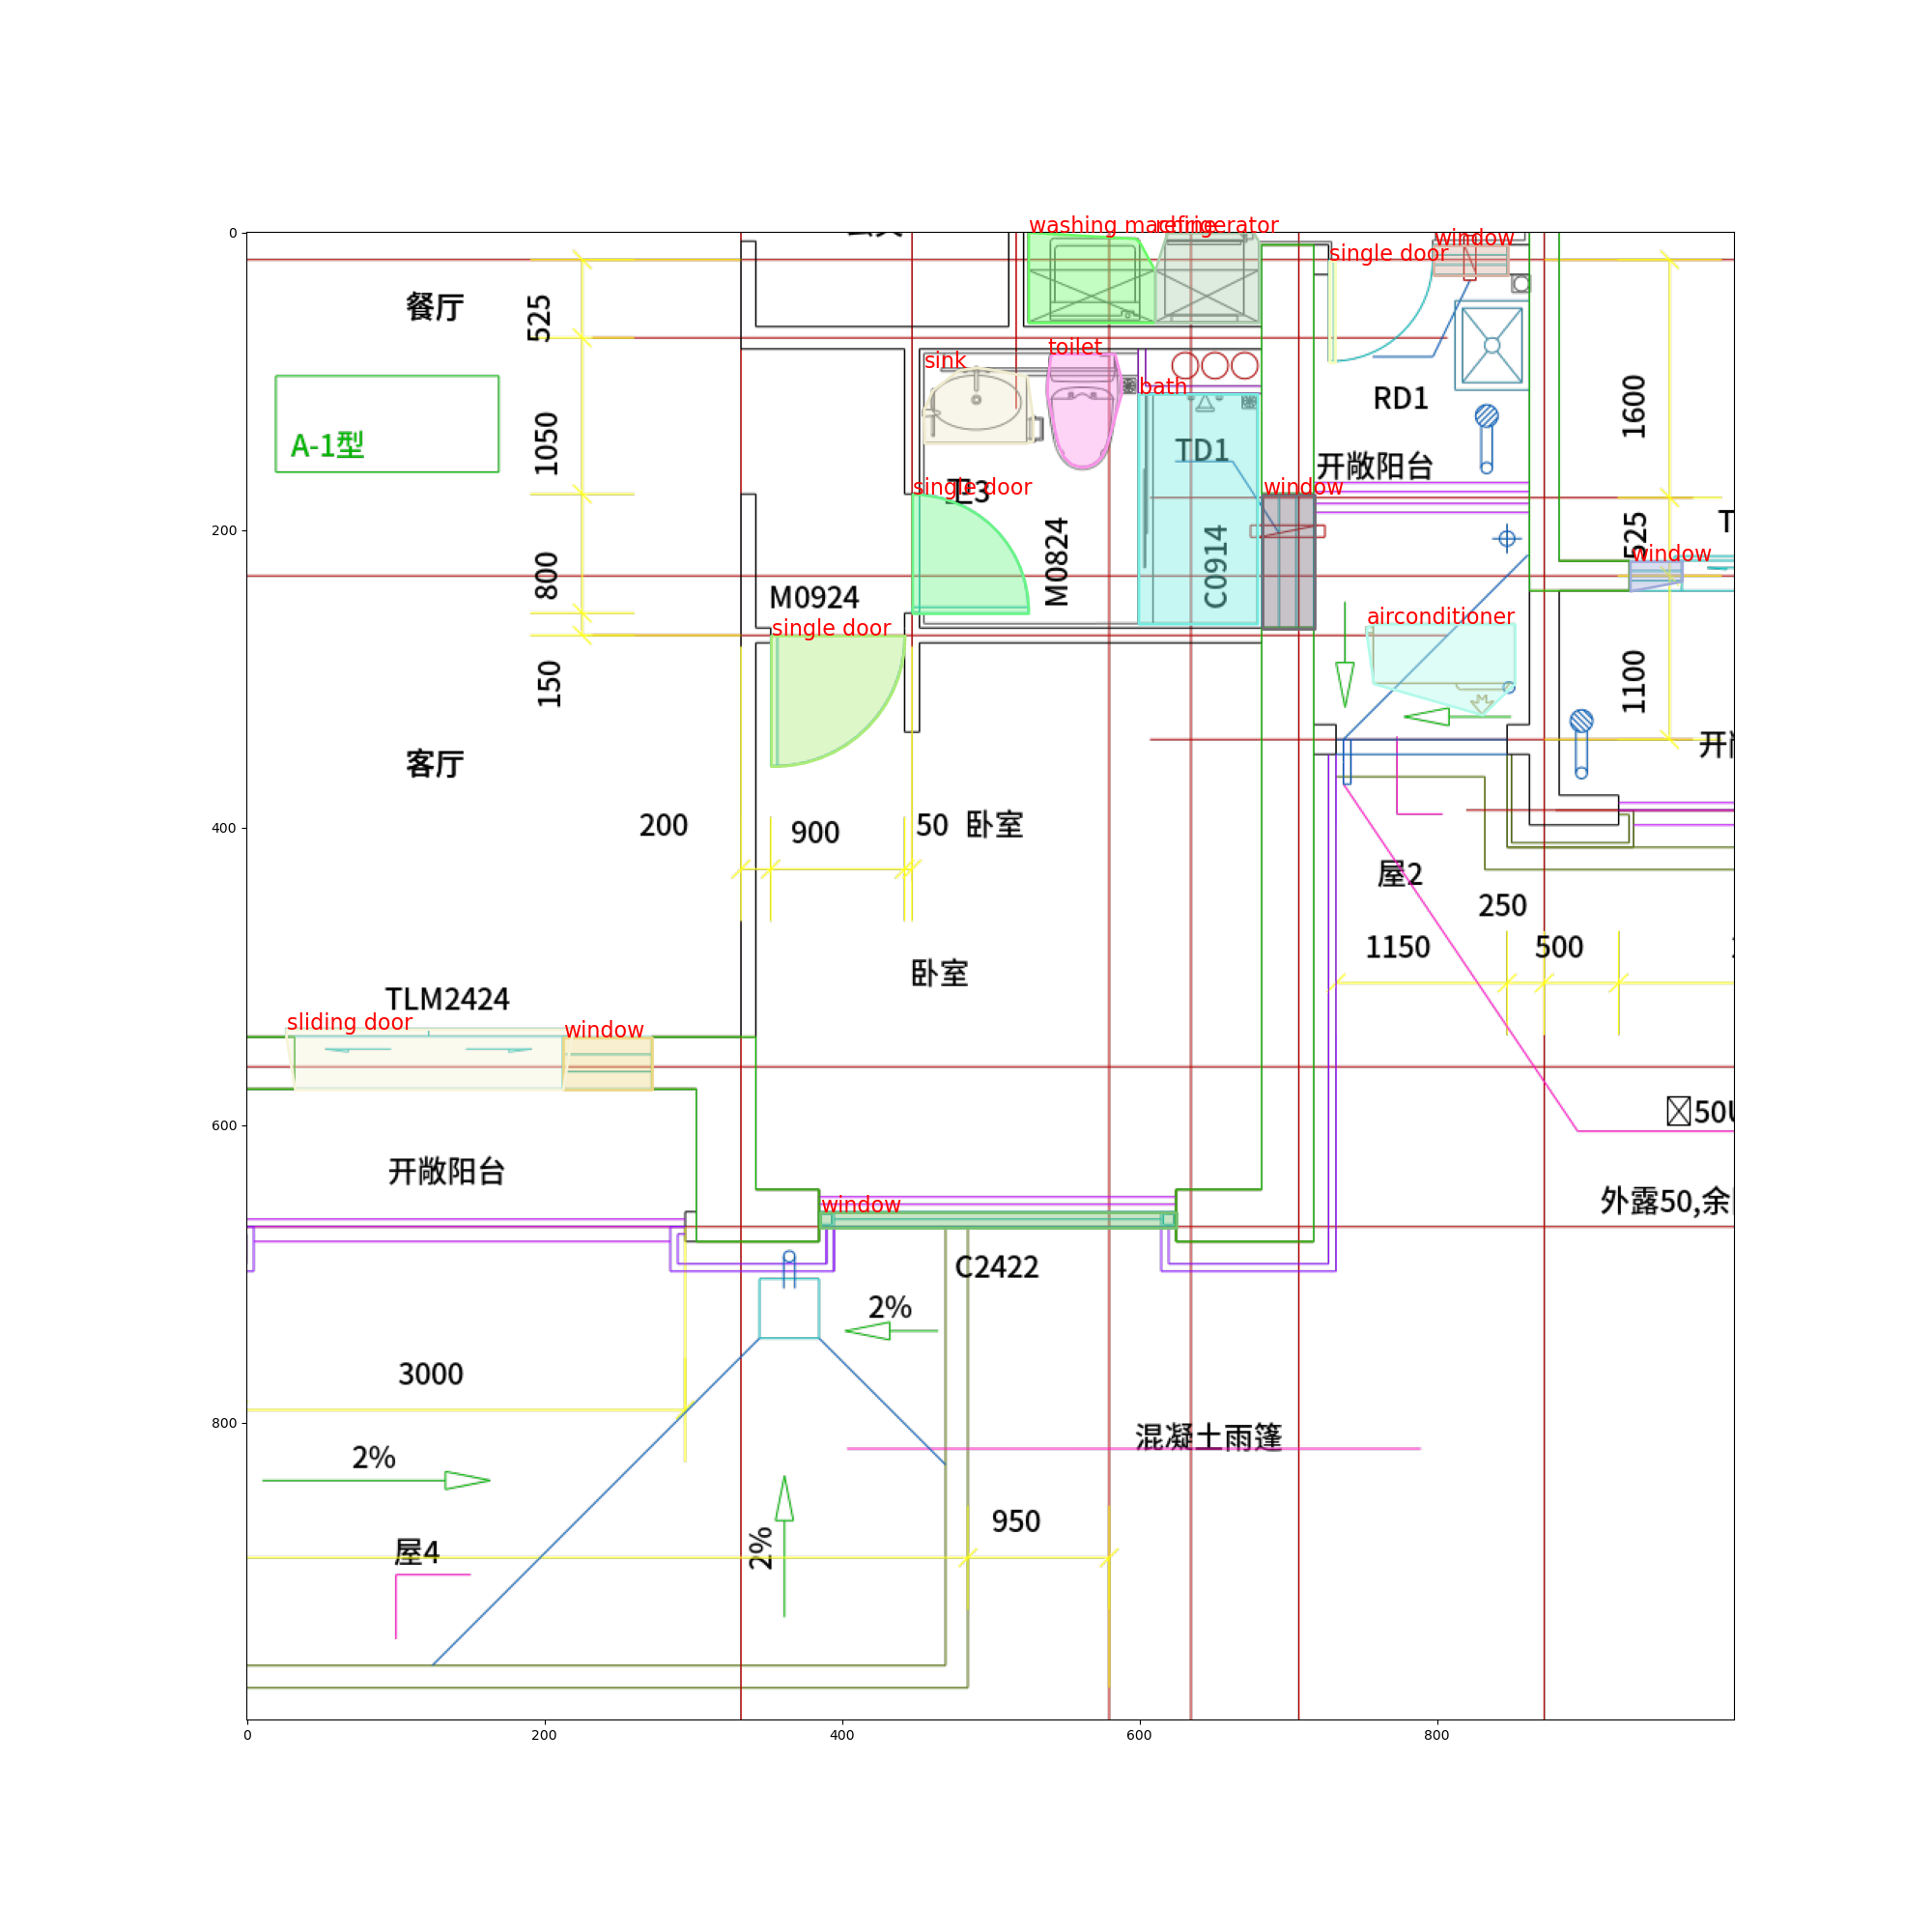 washing machine
refrigerator
window
single door
0
餐厅
525
A-1型
1050
sink
toilet
bath
TD1
RD1
1600
开敞阳台
single door
卫3
window
200
800
M0924
M0824
C0914
525
window
single door
airconditioner
150
1100
客厅
400
200
900
50
卧室
屋2
250
1150
500
卧室
TLM2424
sliding door
window
600
50U
开敞阳台
window
外露50,余
C2422
2%
3000
800
2%
混凝土雨篷
950
屋4
2%
0
200
400
600
800